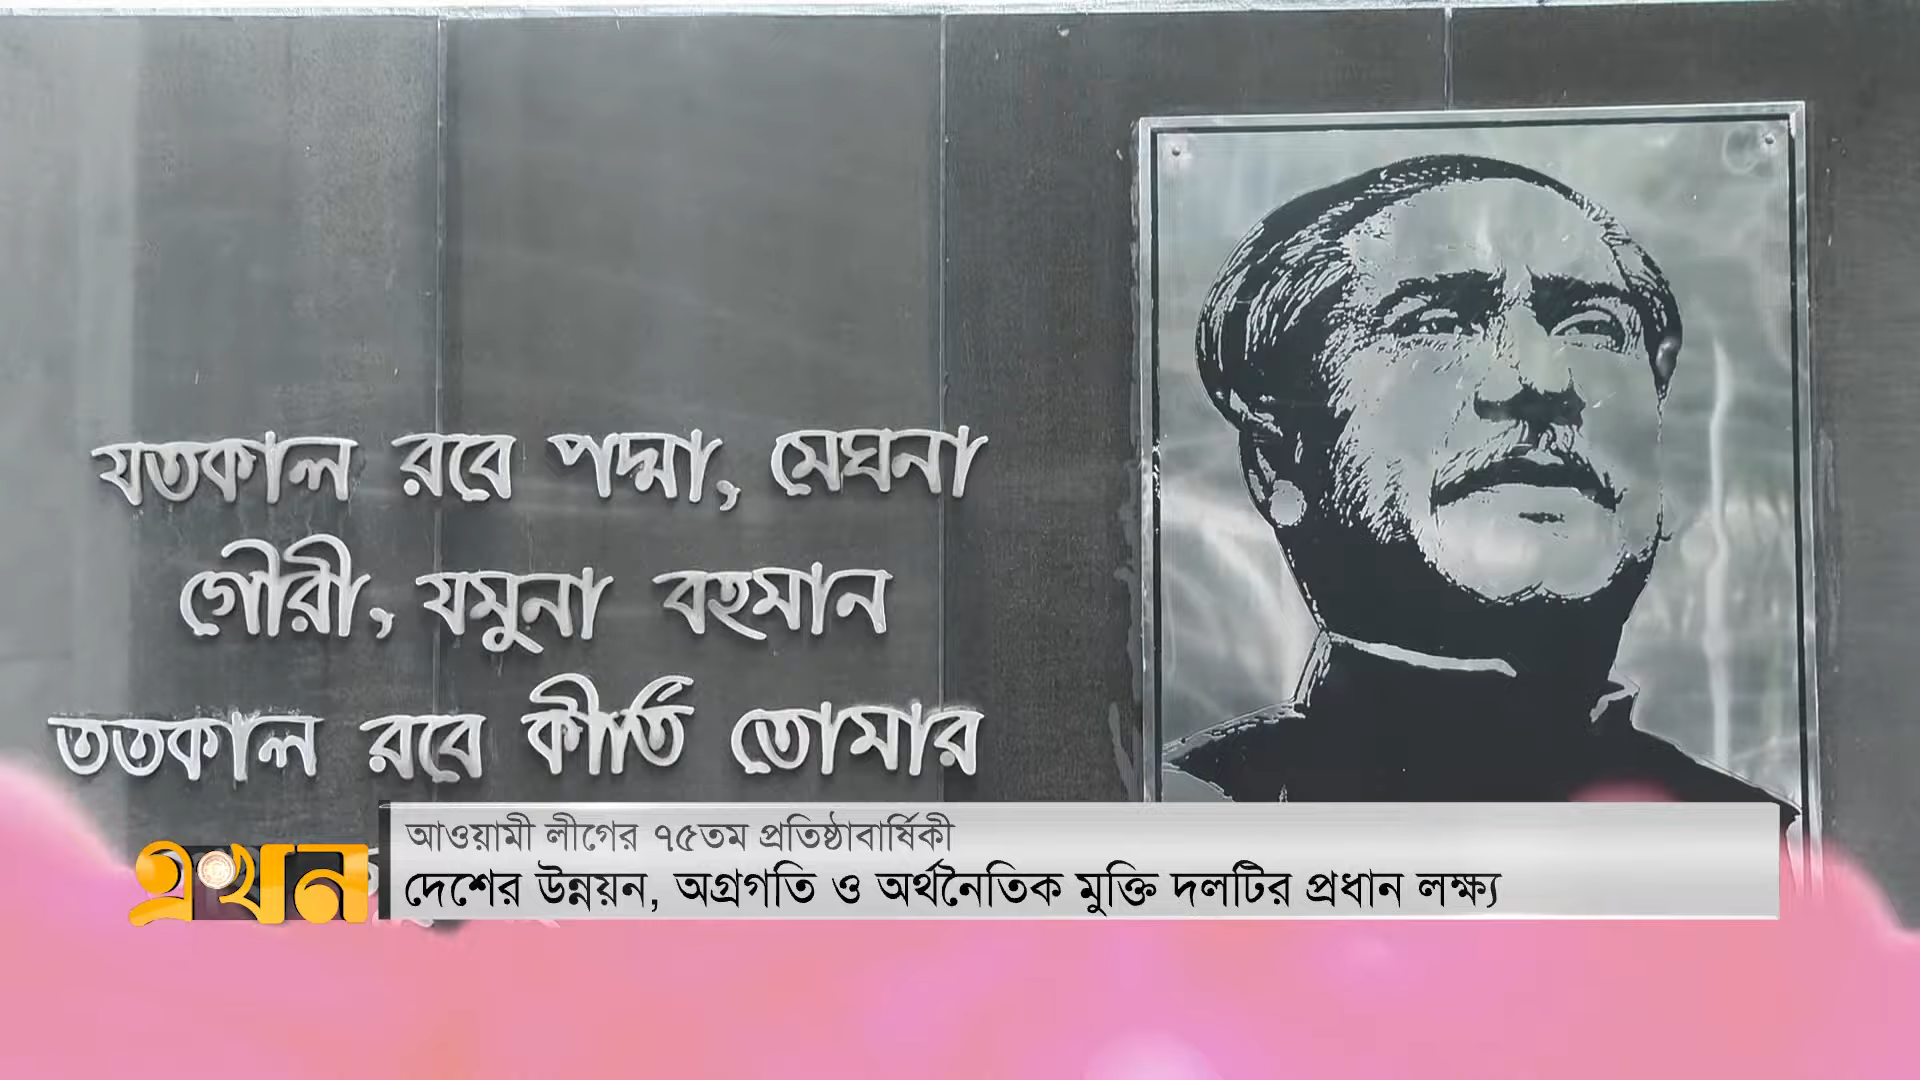 যতকাল রবে পদ্মা, মেঘনা
গৌরী, যমুনা বহমান
ততকাল রবে কীর্তি তোমার
আওয়ামী লীগের ৭৫তম প্রতিষ্ঠাবার্ষিকী
দেশের উন্নয়ন, অগ্রগতি ও অর্থনৈতিক মুক্তি দলটির প্রধান লক্ষ্য
এখন